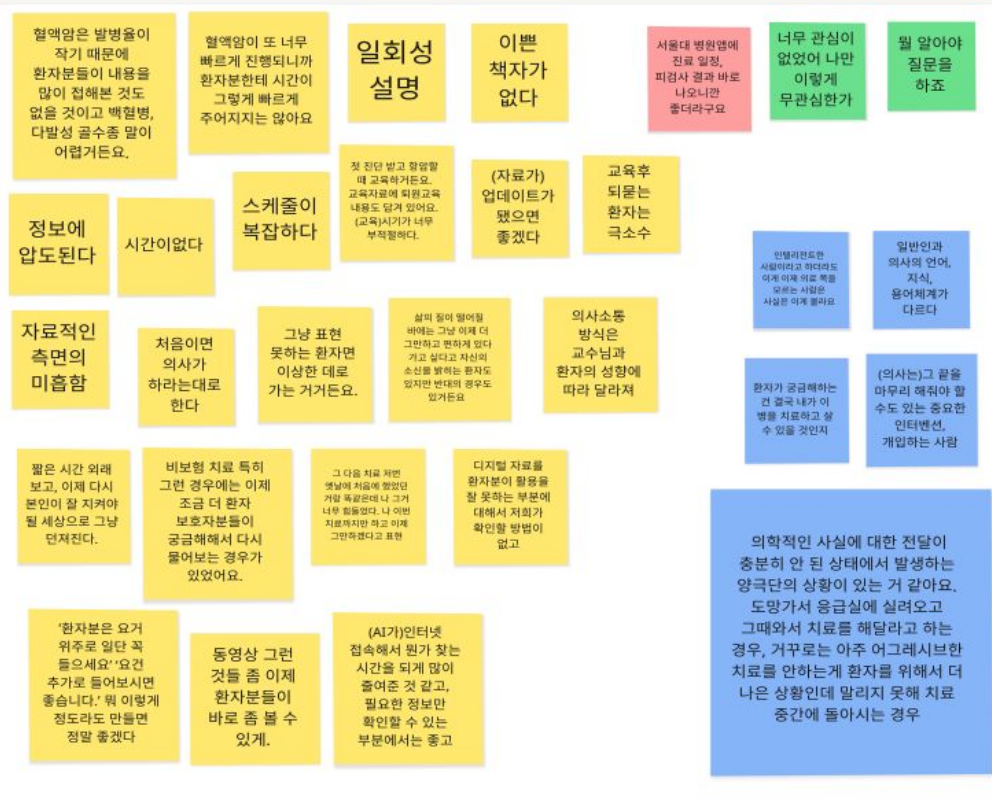 혈액암은 발병율이
작기 때문에
환자분들이 내용을
많이 접해본 것도
없을 것이고 백혈병,
다발성 골수종 말이
어렵거든요.
혈액암이 또 너무
빠르게 진행되니까
환자분한테 시간이
그렇게 빠르게
주어지지는 않아요
일회성
설명
이쁜
책자가
없다
서울대 병원앱에
진료 일정,
피검사 결과 바로
나오니깐
좋더라구요
너무 관심이
없었어 나만
이렇게
무관심한가
뭘 알아야
질문을
하죠
정보에
압도된다
시간이없다
스케줄이
복잡하다
첫 진단 받고 항암할
때 교육하거든요.
교육자료에 퇴원교육
내용도 담겨 있어요.
(교육)시기가 너무
부적절하다.
(자료가)
업데이트가
됐으면
좋겠다
교육후
되묻는
환자는
극소수
인텔리전트한
사람이라고 하더라도
이게 이제 의료 쪽을
모르는 사람은
사실은 이게 몰라요
일반인과
의사의 언어,
지식,
용어체계가
다르다
자료적인
측면의
미흡함
처음이면
의사가
하라는대로
한다
그냥 표현
못하는 환자면
이상한 데로
가는 거거든요.
삶의 질이 떨어질
바에는 그냥 이제 더
그만하고 편하게 있다
가고 싶다고 자신의
소신을 밝히는 환자도
있지만 반대의 경우도
있거든요
의사소통
방식은
교수님과
환자의 성향에
따라 달라져
환자가 궁금해하는
건 결국 내가 이
병을 치료하고 살
수 있을 것인지
(의사는)그 끝을
마무리 해줘야 할
수도 있는 중요한
인터벤션,
개입하는 사람
짧은 시간 외래
보고, 이제 다시
본인이 잘 지켜야
될 세상으로 그냥
던져진다.
비보험 치료 특히
그런 경우에는 이제
조금 더 환자
보호자분들이
궁금해해서 다시
물어보는 경우가
있었어요.
그 다음 치료 저번
옛날에 처음에 했었던
거랑 똑같은데 나 그거
너무 힘들었다. 나 이번
치료까지만 하고 이제
그만하겠다고 표현
디지털 자료를
환자분이 활용을
잘 못하는 부분에
대해서 저희가
확인할 방법이
없고
의학적인 사실에 대한 전달이
충분히 안 된 상태에서 발생하는
양극단의 상황이 있는 거 같아요.
도망가서 응급실에 실려오고
그때와서 치료를 해달라고 하는
경우, 거꾸로는 아주 어그레시브한
치료를 안하는게 환자를 위해서 더
나은 상황인데 말리지 못해 치료
중간에 돌아시는 경우
'환자분은 요거
위주로 일단 꼭
들으세요' '요건
추가로 들어보시면
좋습니다.' 뭐 이렇게
정도라도 만들면
정말 좋겠다
동영상 그런
것들 좀 이제
환자분들이
바로 좀 볼 수
있게.
(AI가)인터넷
접속해서 뭔가 찾는
시간을 되게 많이
줄여준 것 같고,
필요한 정보만
확인할 수 있는
부분에서는 좋고